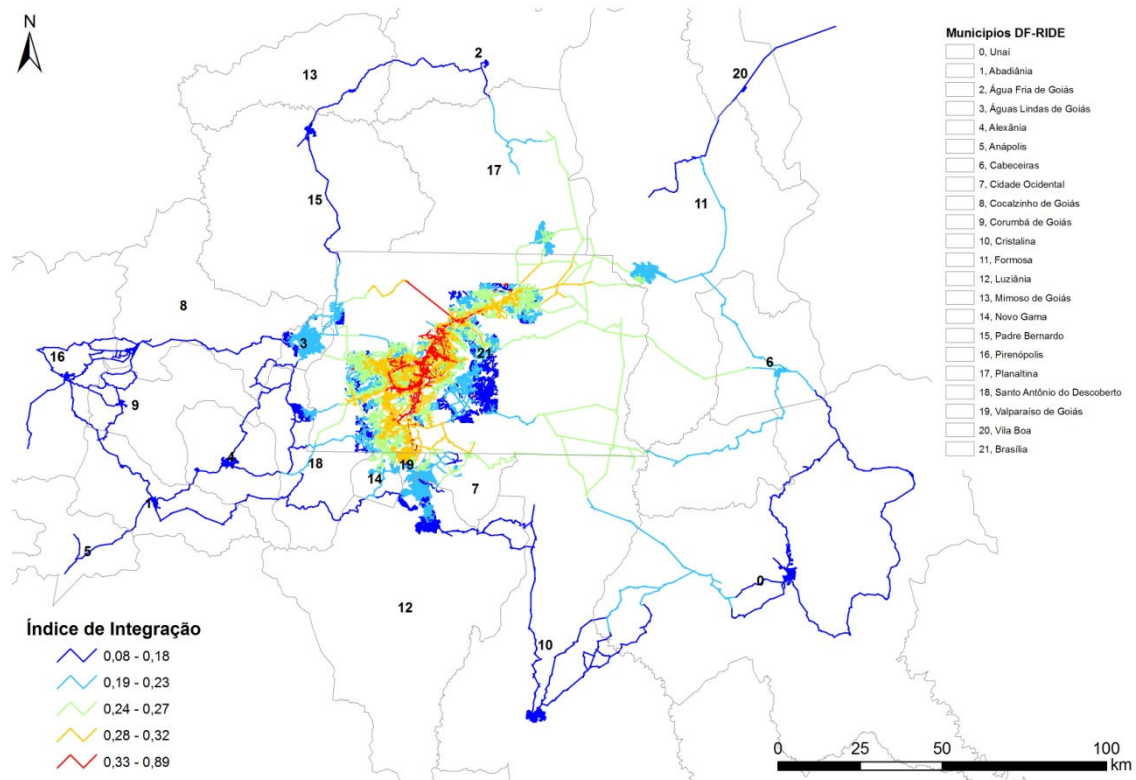 N
2
13
20
17
15
11
8
3
21
16
6
9
4
18
19
14
7
1
5
0
12
10
Municipios DF-RIDE
0, Unaí
1, Abadiânia
2, Água Fria de Goiás
3, Águas Lindas de Goiás
4, Alexânia
5, Anápolis
6, Cabeceiras
7, Cidade Ocidental
8, Cocalzinho de Goiás
9, Corumbá de Goiás
10, Cristalina
11, Formosa
12, Luziânia
13, Mimoso de Goiás
14, Novo Gama
15, Padre Bernardo
16, Pirenópolis
17, Planaltina
18, Santo Antônio do Descoberto
19, Valparaíso de Goiás
20, Vila Boa
21, Brasília
Índice de Integração
0,08 - 0,18
0,19 - 0,23
0,24 - 0,27
0,28 - 0,32
0,33 - 0,89
0 25 50 100
km